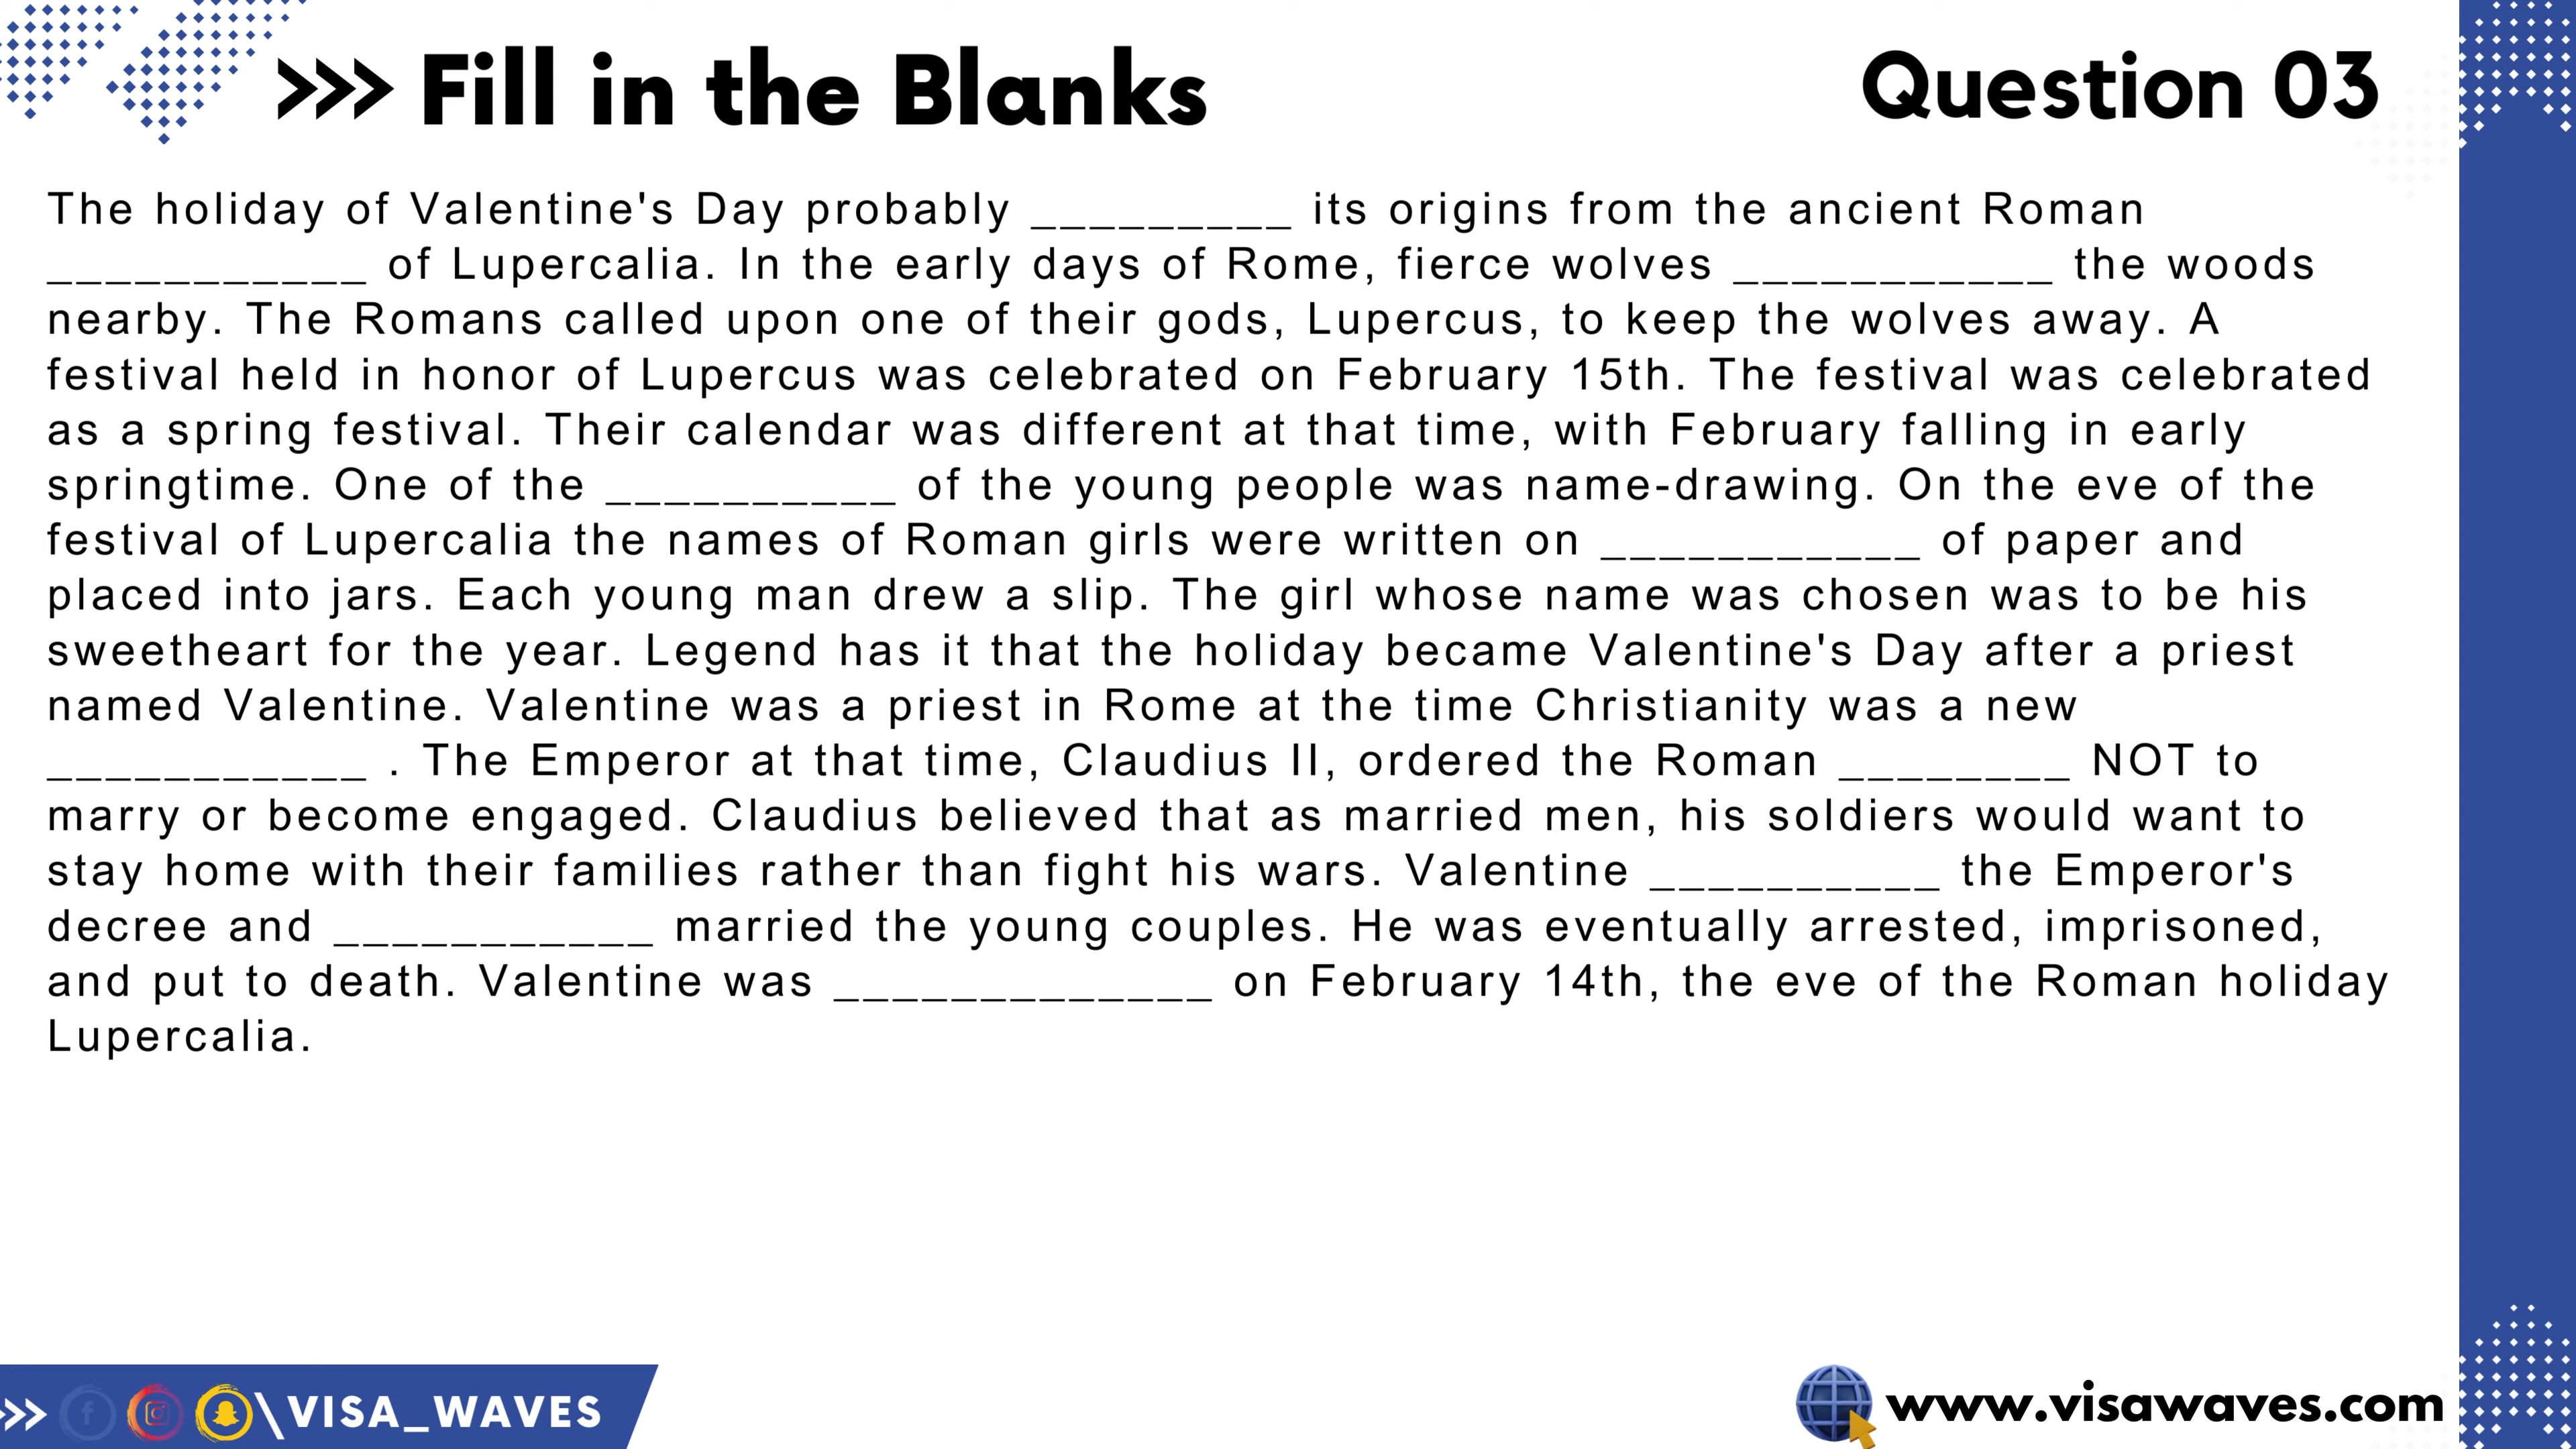 >>> Fill in the Blanks
Question 03
The holiday of Valentine's Day probably _________ its origins from the ancient Roman
___________ of Lupercalia. In the early days of Rome, fierce wolves ___________ the woods
nearby. The Romans called upon one of their gods, Lupercus, to keep the wolves away. A
festival held in honor of Lupercus was celebrated on February 15th. The festival was celebrated
as a spring festival. Their calendar was different at that time, with February falling in early
springtime. One of the __________ of the young people was name-drawing. On the eve of the
festival of Lupercalia the names of Roman girls were written on ___________ of paper and
placed into jars. Each young man drew a slip. The girl whose name was chosen was to be his
sweetheart for the year. Legend has it that the holiday became Valentine's Day after a priest
named Valentine. Valentine was a priest in Rome at the time Christianity was a new
___________ . The Emperor at that time, Claudius II, ordered the Roman ________ NOT to
marry or become engaged. Claudius believed that as married men, his soldiers would want to
stay home with their families rather than fight his wars. Valentine __________ the Emperor's
decree and ___________ married the young couples. He was eventually arrested, imprisoned,
and put to death. Valentine was _____________ on February 14th, the eve of the Roman holiday
Lupercalia.
>> f \VISA_WAVES
www.visawaves.com